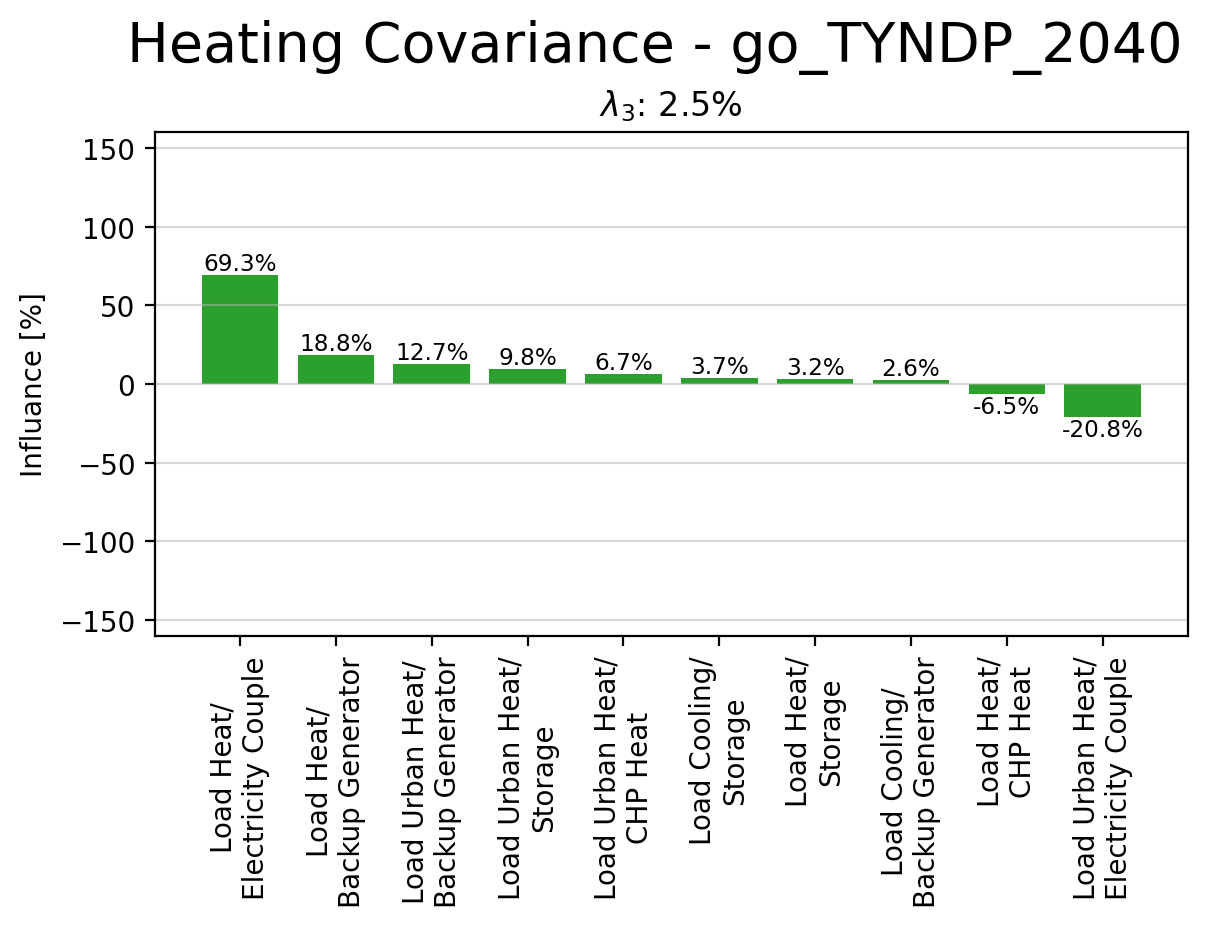 Heating Covariance - go_TYNDP_2040
λ₃: 2.5%
Influance [%]
150
100
50
0
−50
−100
−150
69.3%
18.8%
12.7%
9.8%
6.7%
3.7%
3.2%
2.6%
-6.5%
-20.8%
Load Heat/
Electricity Couple
Load Heat/
Backup Generator
Load Urban Heat/
Backup Generator
Load Urban Heat/
Storage
Load Urban Heat/
CHP Heat
Load Cooling/
Storage
Load Heat/
Storage
Load Cooling/
Backup Generator
Load Heat/
CHP Heat
Load Urban Heat/
Electricity Couple